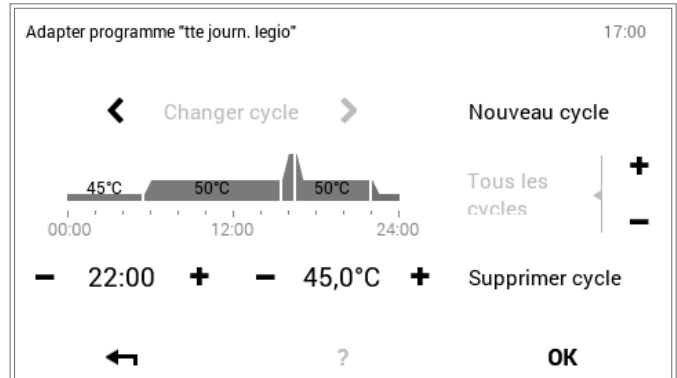 Adapter programme "tte journ. legio" 17:00
Changer cycle
Nouveau cycle
45°C 50°C 50°C
Tous les
cycles
00:00 12:00 24:00
− 22:00 + − 45,0°C + Supprimer cycle
? OK